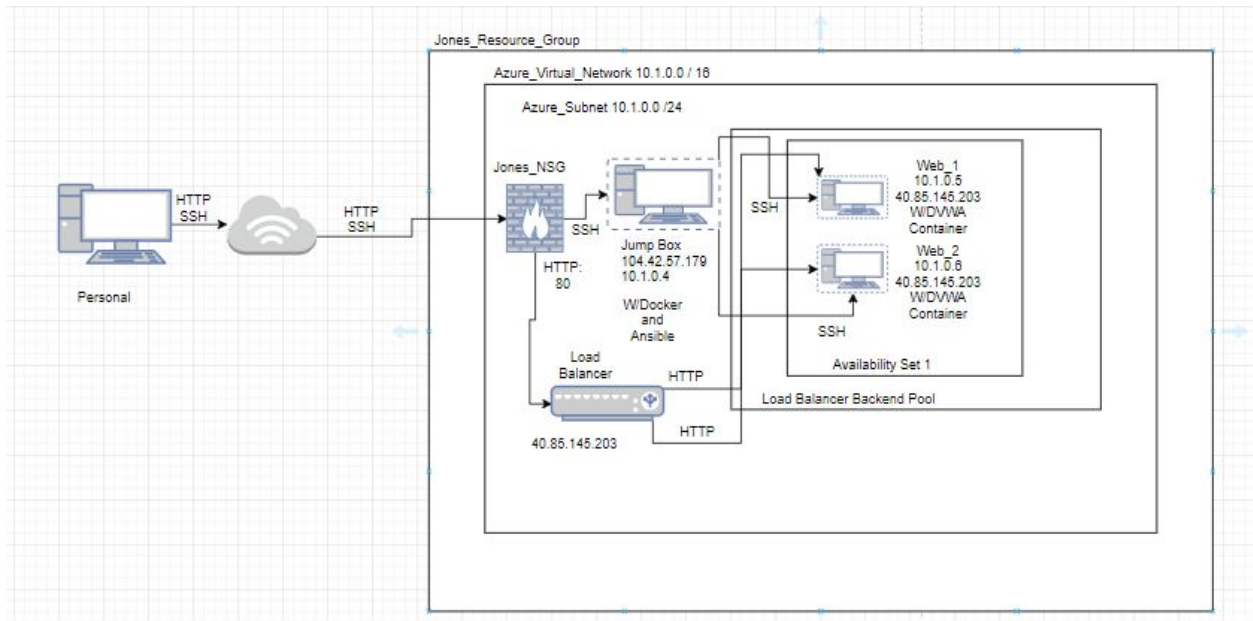 Jones_Resource_Group
Azure_Virtual_Network 10.1.0.0 / 16
Azure_Subnet 10.1.0.0 /24
Personal
HTTP
SSH
HTTP
SSH
Jones_NSG
SSH
HTTP:
80
Jump Box
104.42.57.179
10.1.0.4
W/Docker
and
Ansible
Load
Balancer
40.85.145.203
HTTP
HTTP
SSH
SSH
Web_1
10.1.0.5
40.85.145.203
W/DVWA
Container
Web_2
10.1.0.6
40.85.145.203
W/DVWA
Container
Availability Set 1
Load Balancer Backend Pool